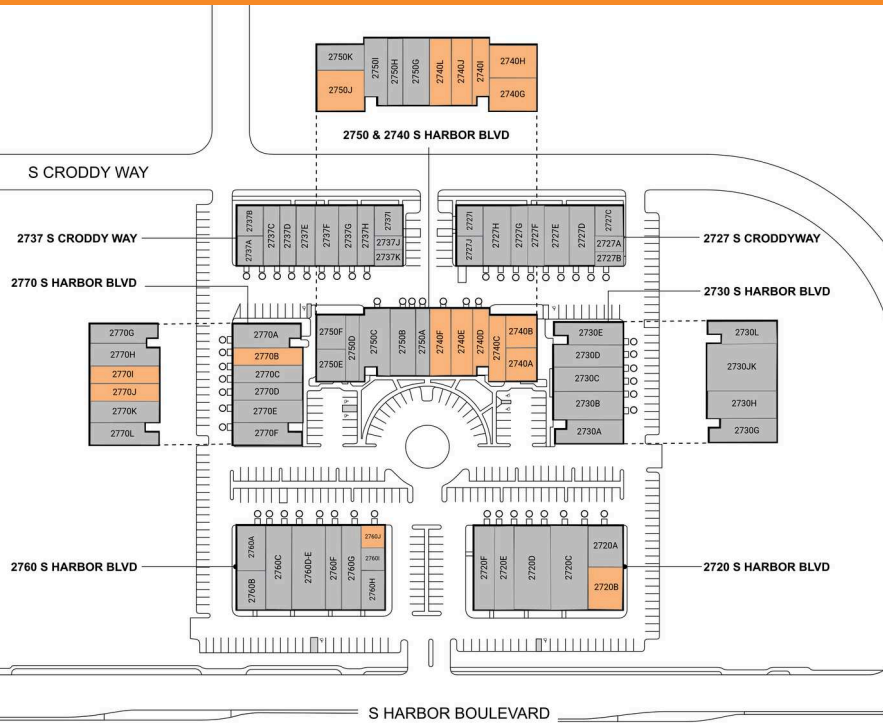 2750K
2750J
2750I
2750H
2750G
2740L
2740J
2740I
2740H
2740G
2750 & 2740 S HARBOR BLVD
S CRODDY WAY
2737 S CRODDY WAY
2737B
2737A
2737C
2737D
2737E
2737F
2737G
2737H
2737I
2737J
2737K
2727I
2727J
2727H
2727G
2727F
2727E
2727D
2727C
2727A
2727B
2727 S CRODDYWAY
2770 S HARBOR BLVD
2730 S HARBOR BLVD
2770G
2770H
2770I
2770J
2770K
2770L
2770A
2770B
2770C
2770D
2770E
2770F
2750F
2750E
2750D
2750C
2750B
2750A
2740F
2740E
2740D
2740C
2740B
2740A
2730E
2730D
2730C
2730B
2730A
2730L
2730JK
2730H
2730G
2760 S HARBOR BLVD
2760A
2760B
2760C
2760D-E
2760F
2760G
2760J
2760I
2760H
2720F
2720E
2720D
2720C
2720A
2720B
2720 S HARBOR BLVD
S HARBOR BOULEVARD